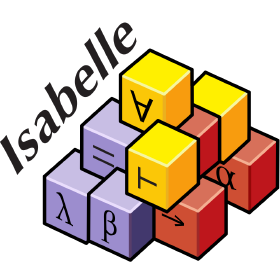 Isabelle
∀
=
⊢ →
α
λ β